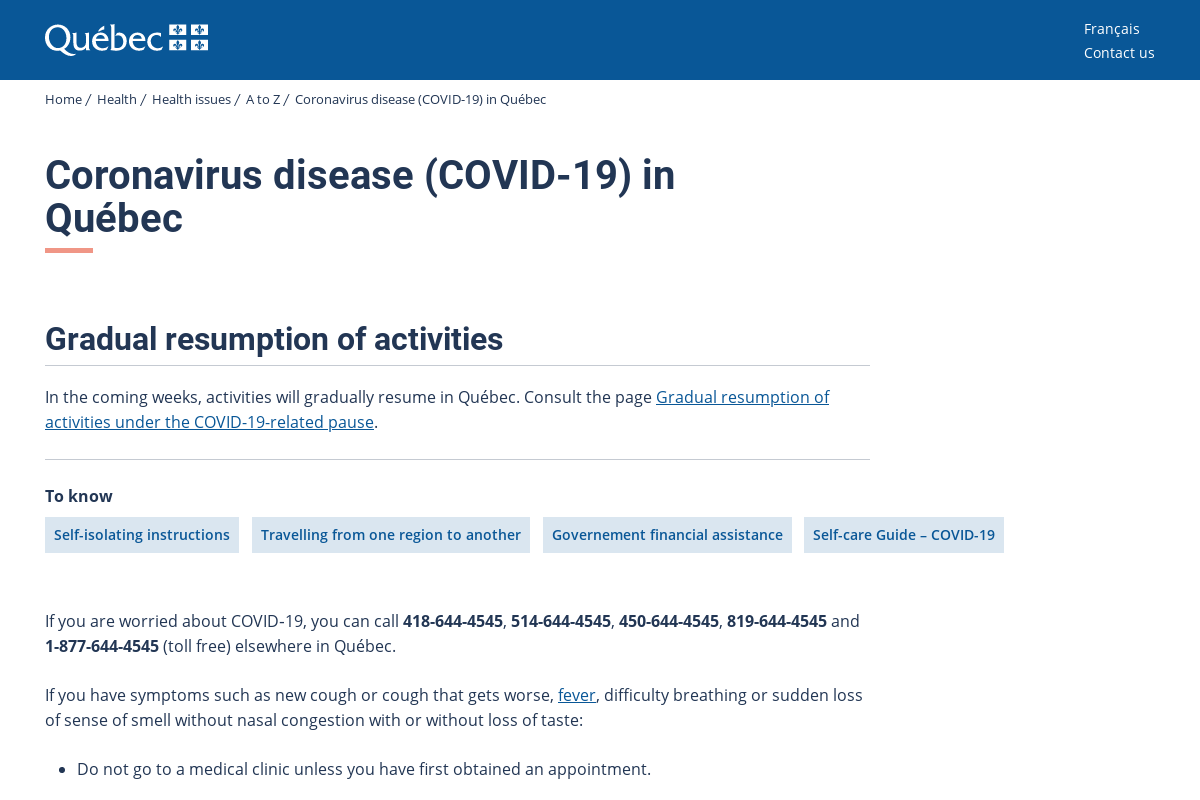 Québec
Français
Contact us
Home / Health / Health issues / A to Z / Coronavirus disease (COVID-19) in Québec
Coronavirus disease (COVID-19) in
Québec
Gradual resumption of activities
In the coming weeks, activities will gradually resume in Québec. Consult the page Gradual resumption of
activities under the COVID-19-related pause.
To know
Self-isolating instructions
Travelling from one region to another
Governement financial assistance
Self-care Guide – COVID-19
If you are worried about COVID-19, you can call 418-644-4545, 514-644-4545, 450-644-4545, 819-644-4545 and
1-877-644-4545 (toll free) elsewhere in Québec.
If you have symptoms such as new cough or cough that gets worse, fever, difficulty breathing or sudden loss
of sense of smell without nasal congestion with or without loss of taste:
• Do not go to a medical clinic unless you have first obtained an appointment.